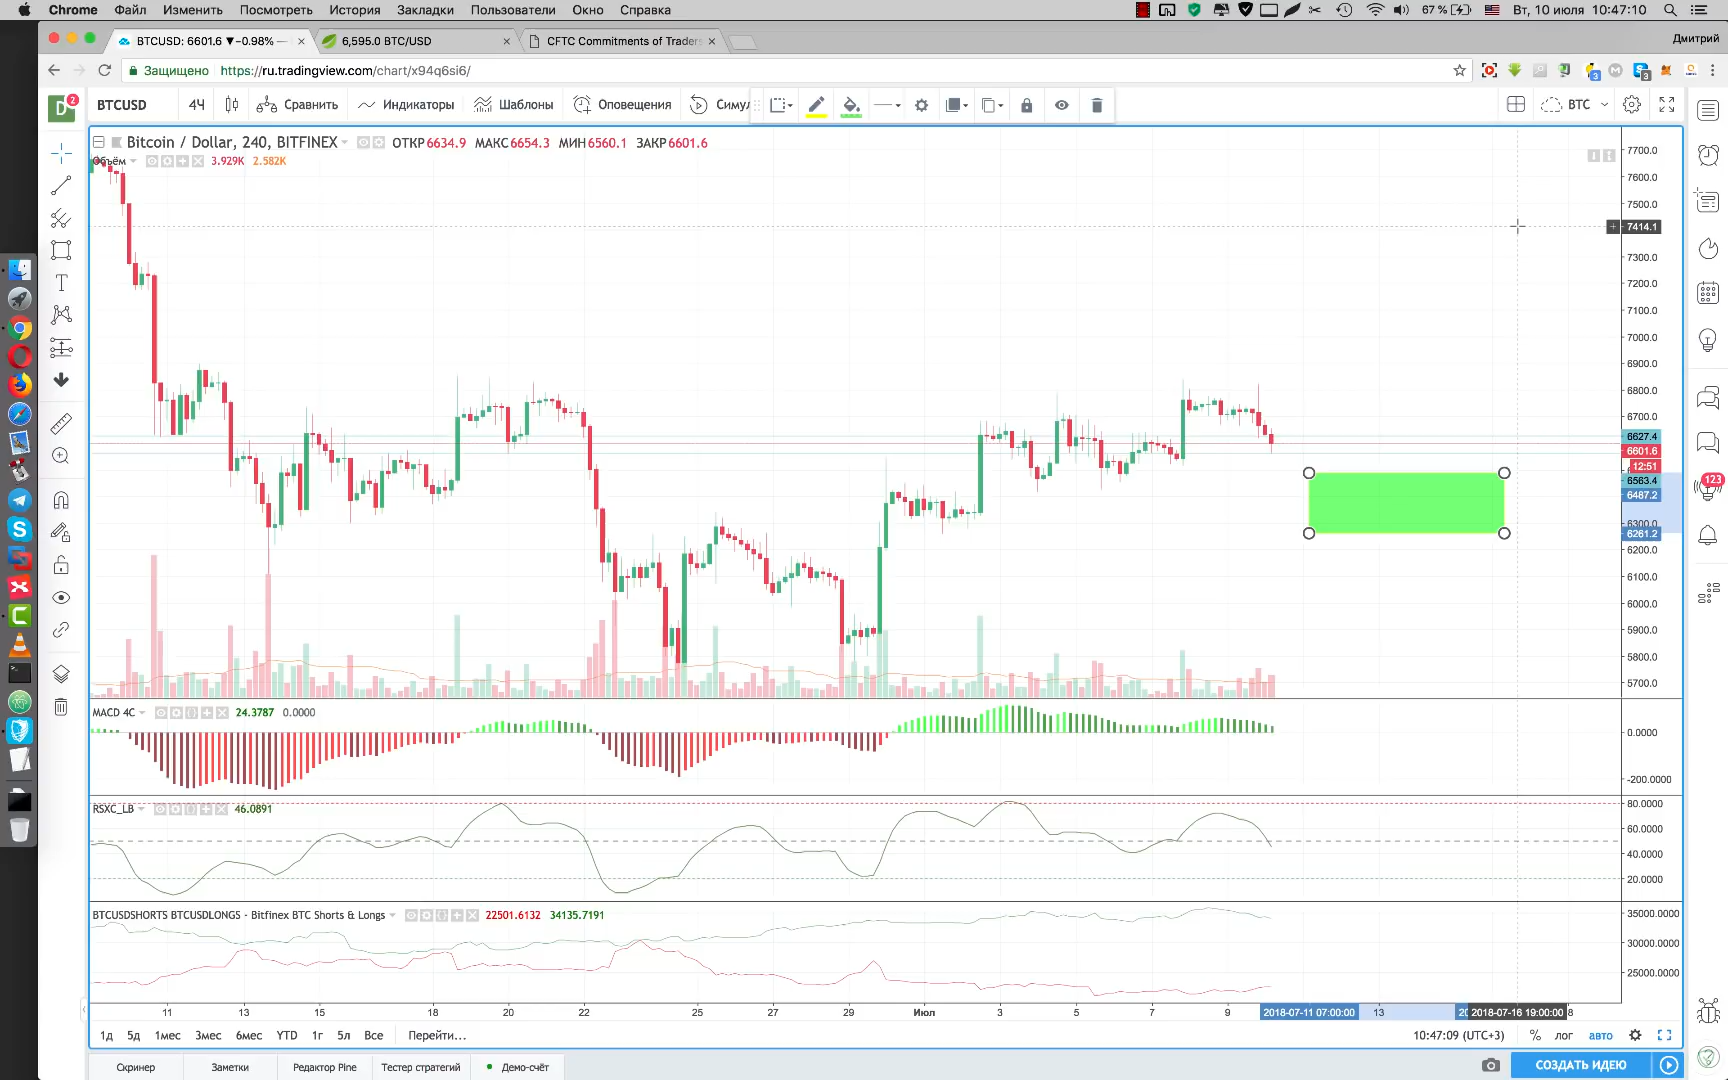 Chrome Файл Изменить Посмотреть История Закладки Пользователи Окно Справка 67 % Вт, 10 июля 10:47:10
BTCUSD: 6601.6 ▼−0.98% — 6,595.0 BTC/USD CFTC Commitments of Traders Дмитрий
Защищено https://ru.tradingview.com/chart/x94q6si6/
BTCUSD 4Ч Сравнить Индикаторы Шаблоны Оповещения Симул BTC
Bitcoin / Dollar, 240, BITFINEX ОТКР 6634.9 МАКС 6654.3 МИН 6560.1 ЗАКР 6601.6
Объём 3.929K 2.582K
7700.0
7600.0
7500.0
7414.1
7300.0
7200.0
7100.0
7000.0
6900.0
6800.0
6700.0
6627.4
6601.6
12:51
6563.4
6487.2
6300.0
6261.2
6200.0
6100.0
6000.0
5900.0
5800.0
5700.0
123
MACD 4C 24.3787 0.0000
0.0000
-200.0000
RSXC_LB 46.0891
80.0000
60.0000
40.0000
20.0000
BTCUSDSHORTS BTCUSDLONGS - Bitfinex BTC Shorts & Longs 22501.6132 34135.7191
35000.0000
30000.0000
25000.0000
11 13 15 18 20 22 25 27 29 Июл 3 5 7 9 2018-07-11 07:00:00 13 20 2018-07-16 19:00:00 8
1д 5д 1мес 3мес 6мес YTD 1г 5л Все Перейти... 10:47:09 (UTC+3) % лог авто
Скринер Заметки Редактор Pine Тестер стратегий Демо-счёт СОЗДАТЬ ИДЕЮ